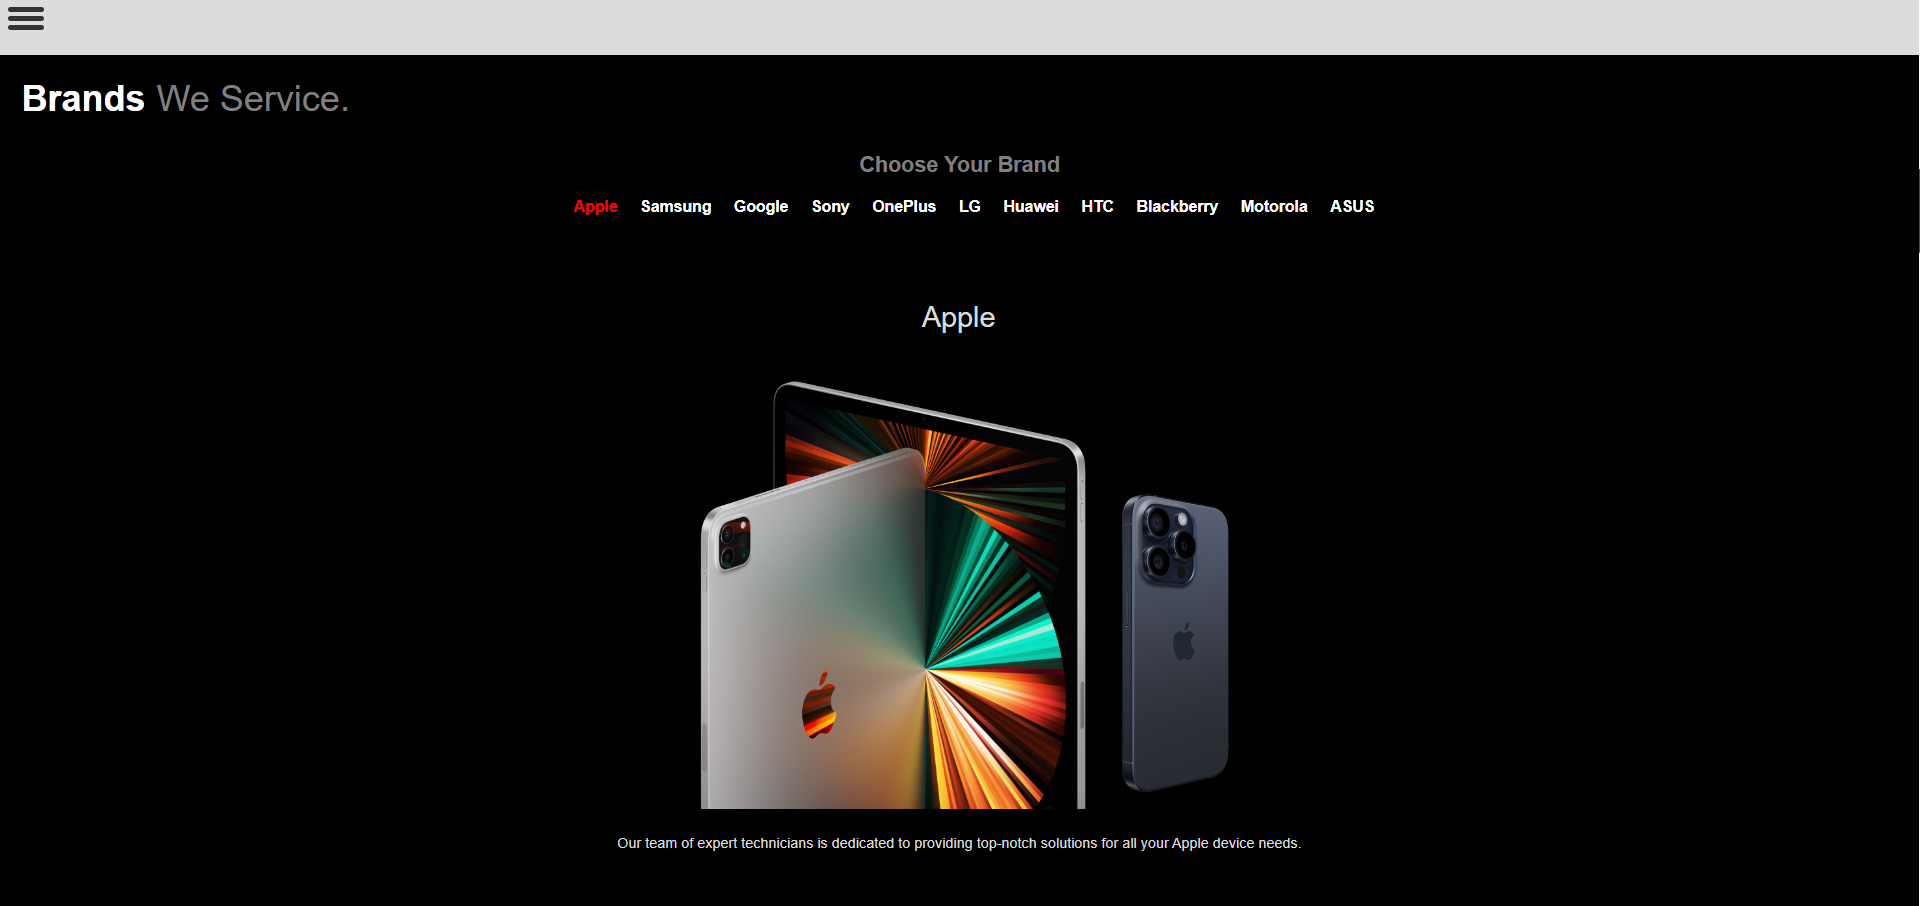 Brands We Service.
Choose Your Brand
Apple Samsung Google Sony OnePlus LG Huawei HTC Blackberry Motorola ASUS
Apple
Our team of expert technicians is dedicated to providing top-notch solutions for all your Apple device needs.